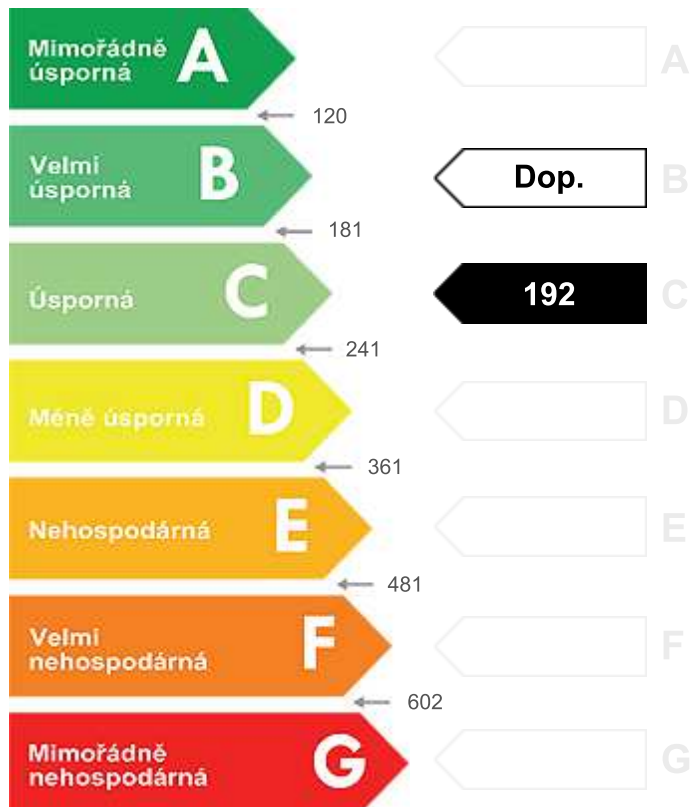 Mimořádně
úsporná
A
A
120
Velmi
úsporná
B
Dop.
B
181
Úsporná
C
192
C
241
Méně úsporná
D
D
361
Nehospodárná
E
E
481
Velmi
nehospodárná
F
F
602
Mimořádně
nehospodárná
G
G